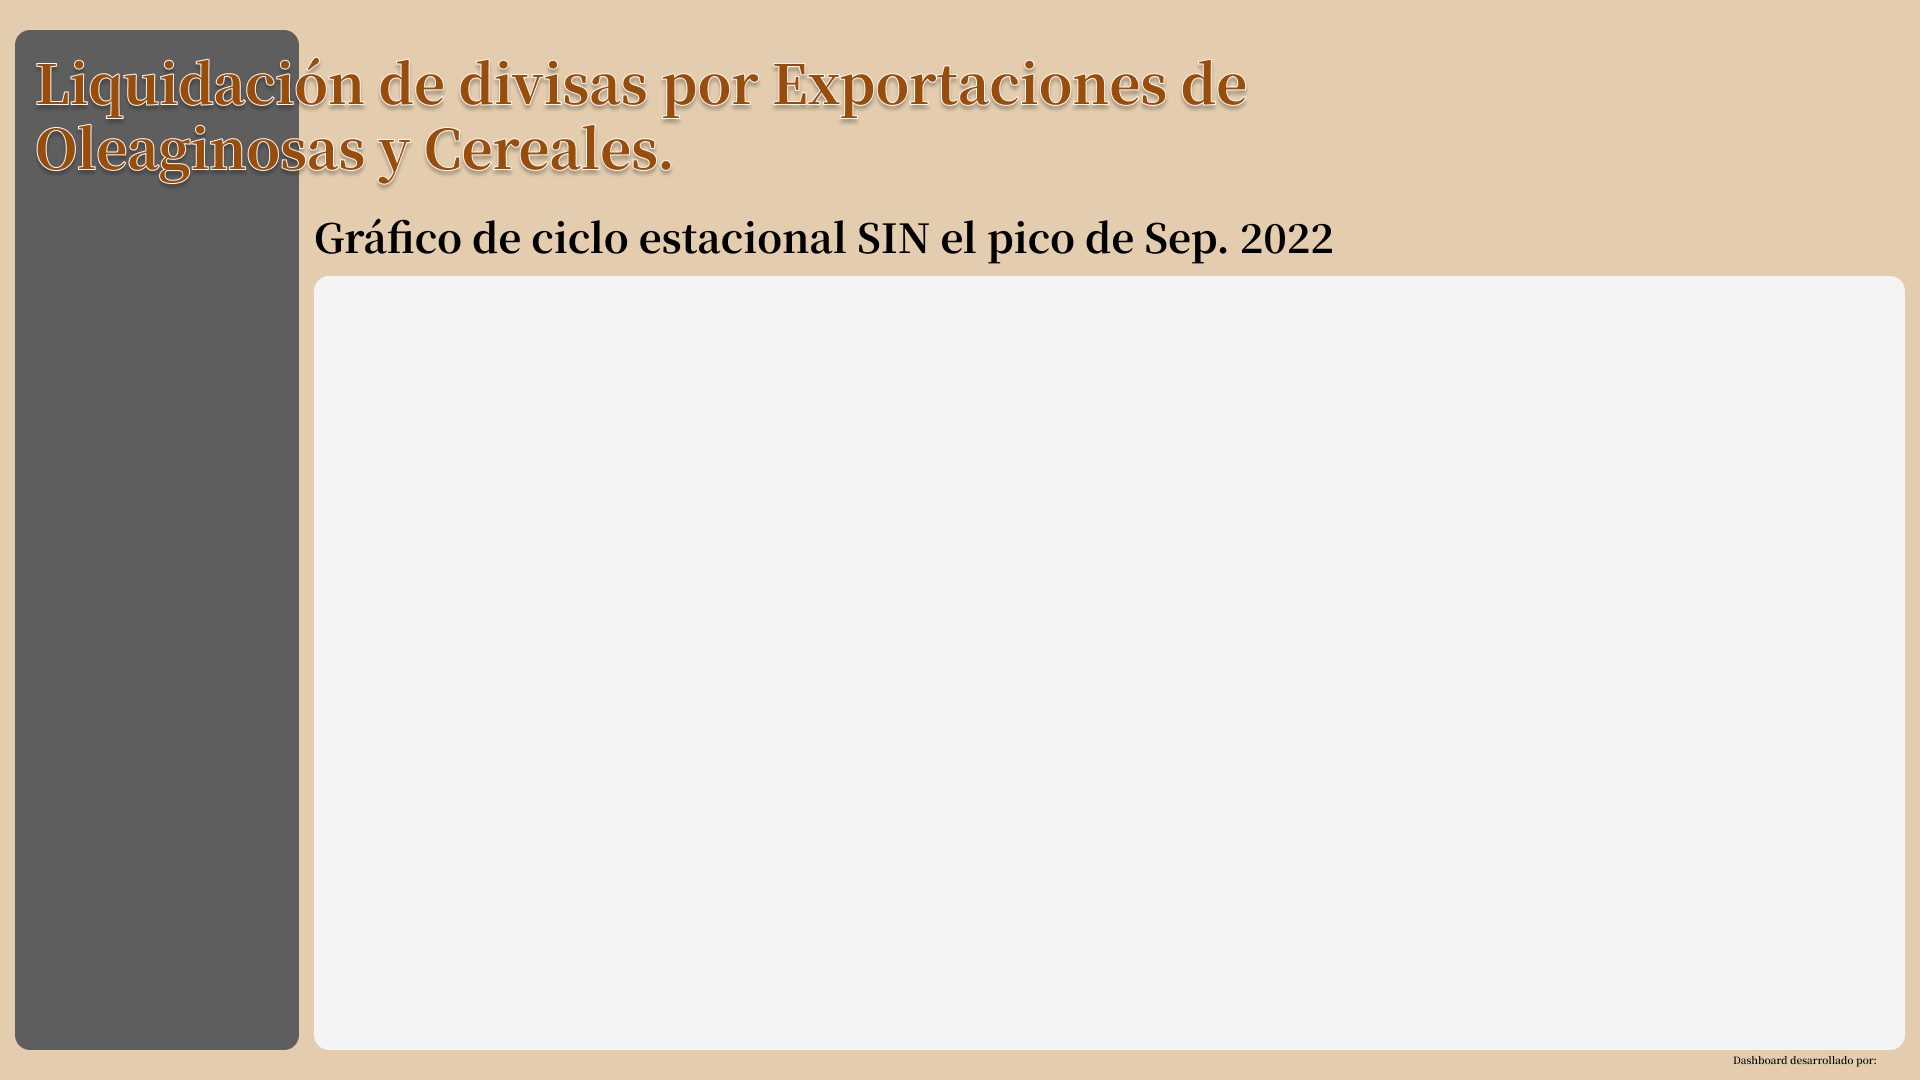 Liquidación de divisas por Exportaciones de
Oleaginosas y Cereales.
Gráfico de ciclo estacional SIN el pico de Sep. 2022
Dashboard desarrollado por: